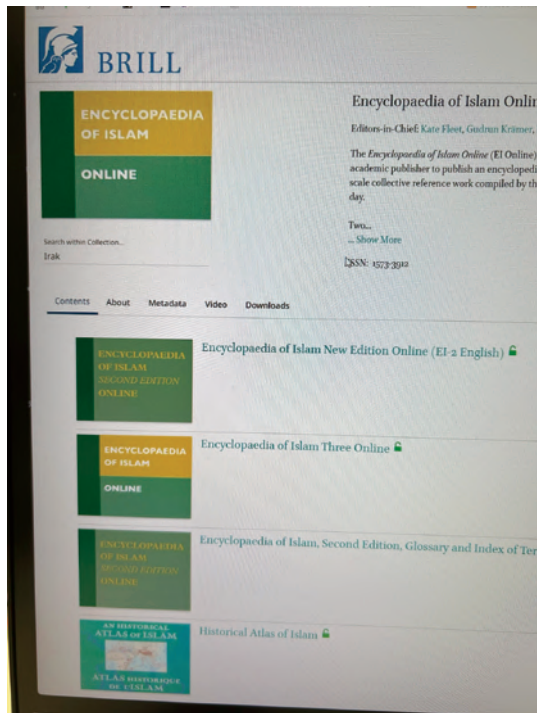 BRILL
ENCYCLOPAEDIA
OF ISLAM
ONLINE
Encyclopaedia of Islam Onlin
Editors-in-Chief: Kate Fleet, Gudrun Krämer,
The Encyclopaedia of Islam Online (EI Online)
academic publisher to publish an encyclopedi
scale collective reference work compiled by th
day.
Two...
... Show More
ISSN: 1573-3912
Search within Collection...
Irak
Contents About Metadata Video Downloads
ENCYCLOPAEDIA
OF ISLAM
SECOND EDITION
ONLINE
Encyclopaedia of Islam New Edition Online (EI-2 English)
ENCYCLOPAEDIA
OF ISLAM
ONLINE
Encyclopaedia of Islam Three Online
ENCYCLOPAEDIA
OF ISLAM
SECOND EDITION
ONLINE
Encyclopaedia of Islam, Second Edition, Glossary and Index of Ter
AN HISTORICAL
ATLAS OF ISLAM
ATLAS HISTORIQUE
DE L'ISLAM
Historical Atlas of Islam